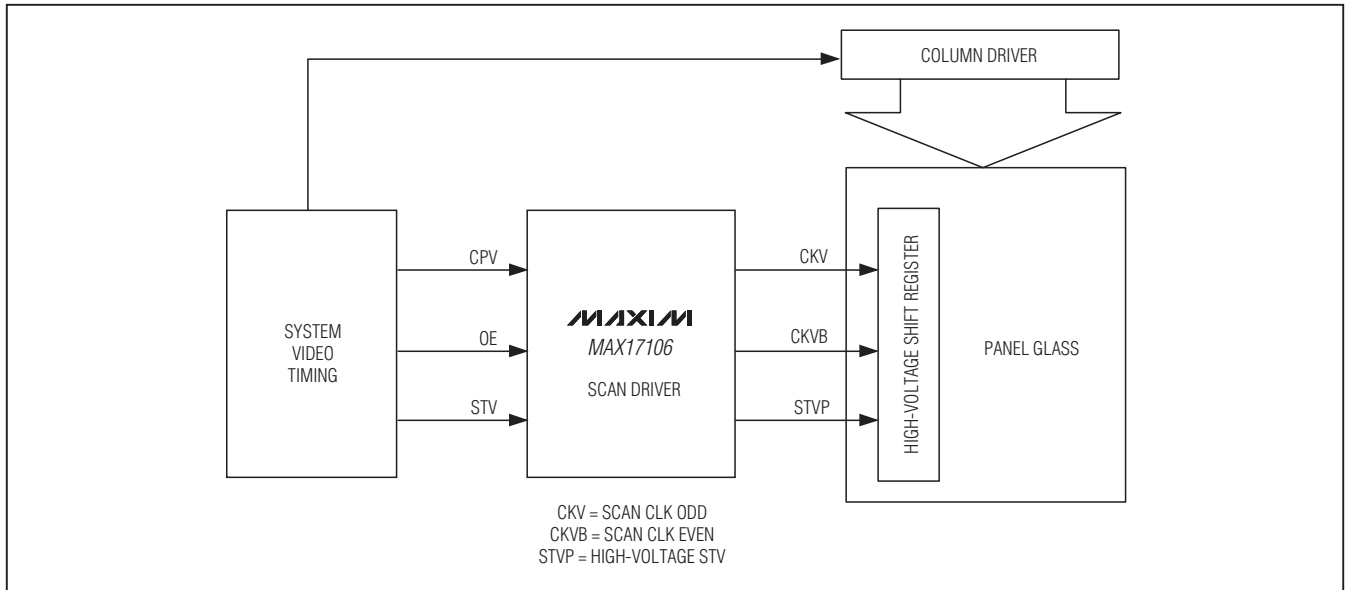 COLUMN DRIVER
SYSTEM
VIDEO
TIMING
CPV
OE
STV
MAXIM
MAX17106
SCAN DRIVER
CKV
CKVB
STVP
HIGH-VOLTAGE SHIFT REGISTER
PANEL GLASS
CKV = SCAN CLK ODD
CKVB = SCAN CLK EVEN
STVP = HIGH-VOLTAGE STV